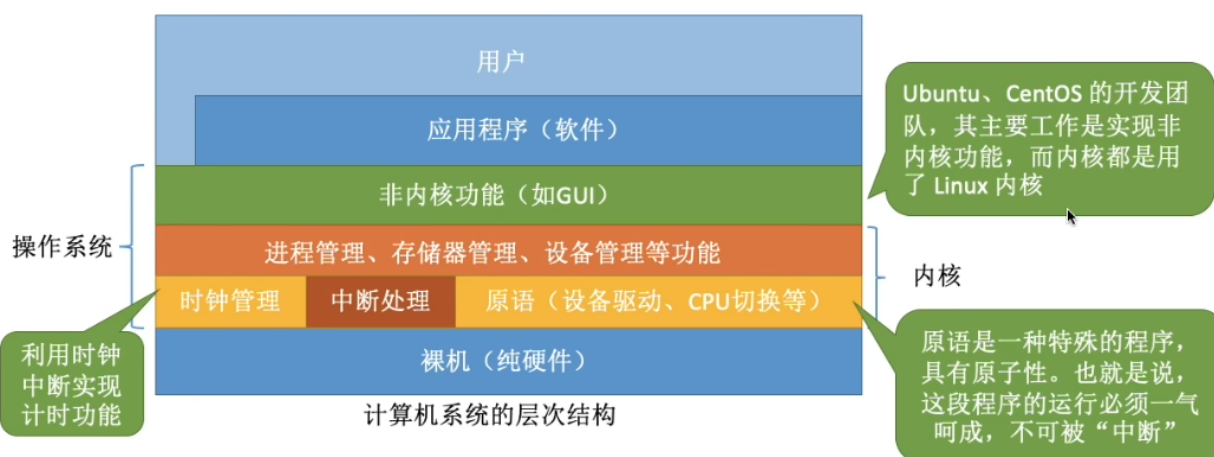 用户
应用程序（软件）
非内核功能（如GUI）
进程管理、存储器管理、设备管理等功能
时钟管理
中断处理
原语（设备驱动、CPU切换等）
裸机（纯硬件）
计算机系统的层次结构
操作系统
内核
利用时钟
中断实现
计时功能
Ubuntu、CentOS 的开发团
队，其主要工作是实现非
内核功能，而内核都是用
了 Linux 内核
原语是一种特殊的程序，
具有原子性。也就是说，
这段程序的运行必须一气
呵成，不可被“中断”